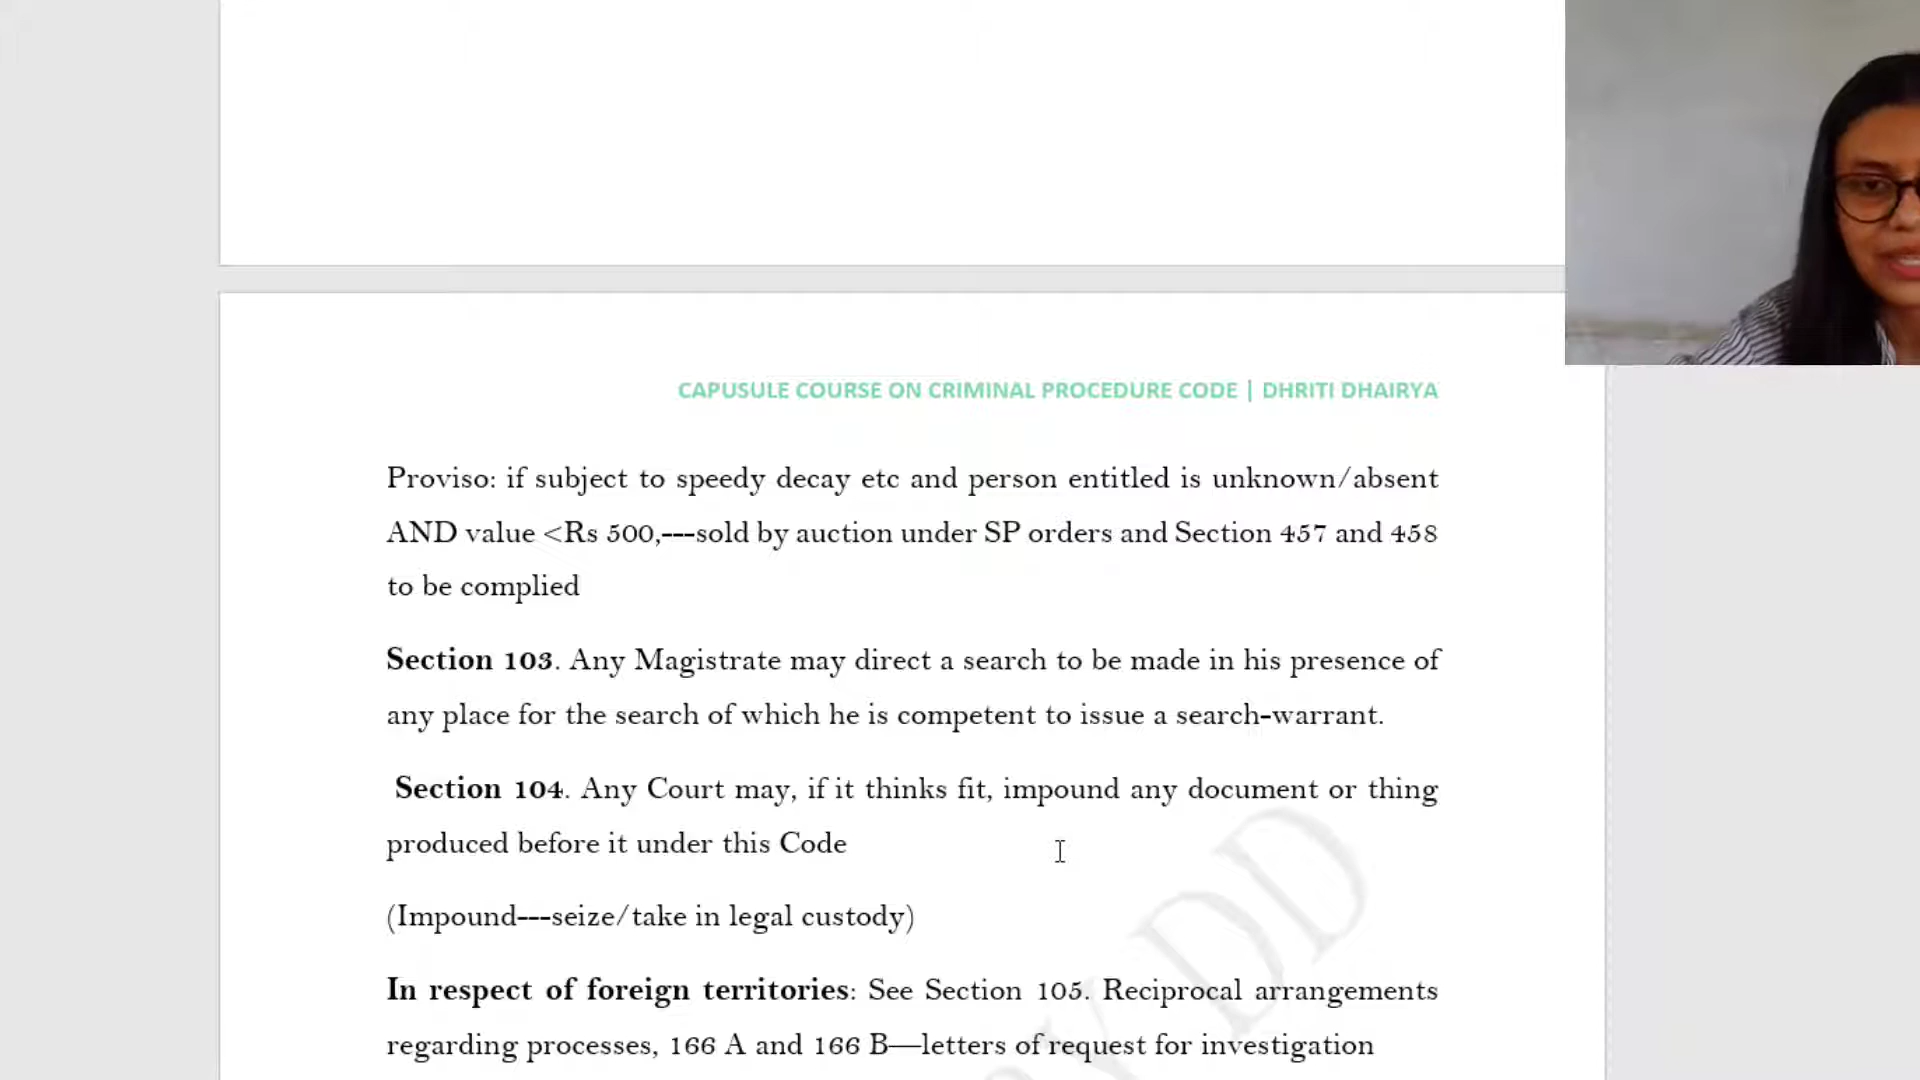 CAPUSULE COURSE ON CRIMINAL PROCEDURE CODE | DHRITI DHAIRYA
Proviso: if subject to speedy decay etc and person entitled is unknown/absent
AND value <Rs 500,---sold by auction under SP orders and Section 457 and 458
to be complied
Section 103. Any Magistrate may direct a search to be made in his presence of
any place for the search of which he is competent to issue a search-warrant.
Section 104. Any Court may, if it thinks fit, impound any document or thing
produced before it under this Code
(Impound---seize/take in legal custody)
In respect of foreign territories: See Section 105. Reciprocal arrangements
regarding processes, 166 A and 166 B—letters of request for investigation
Y DD